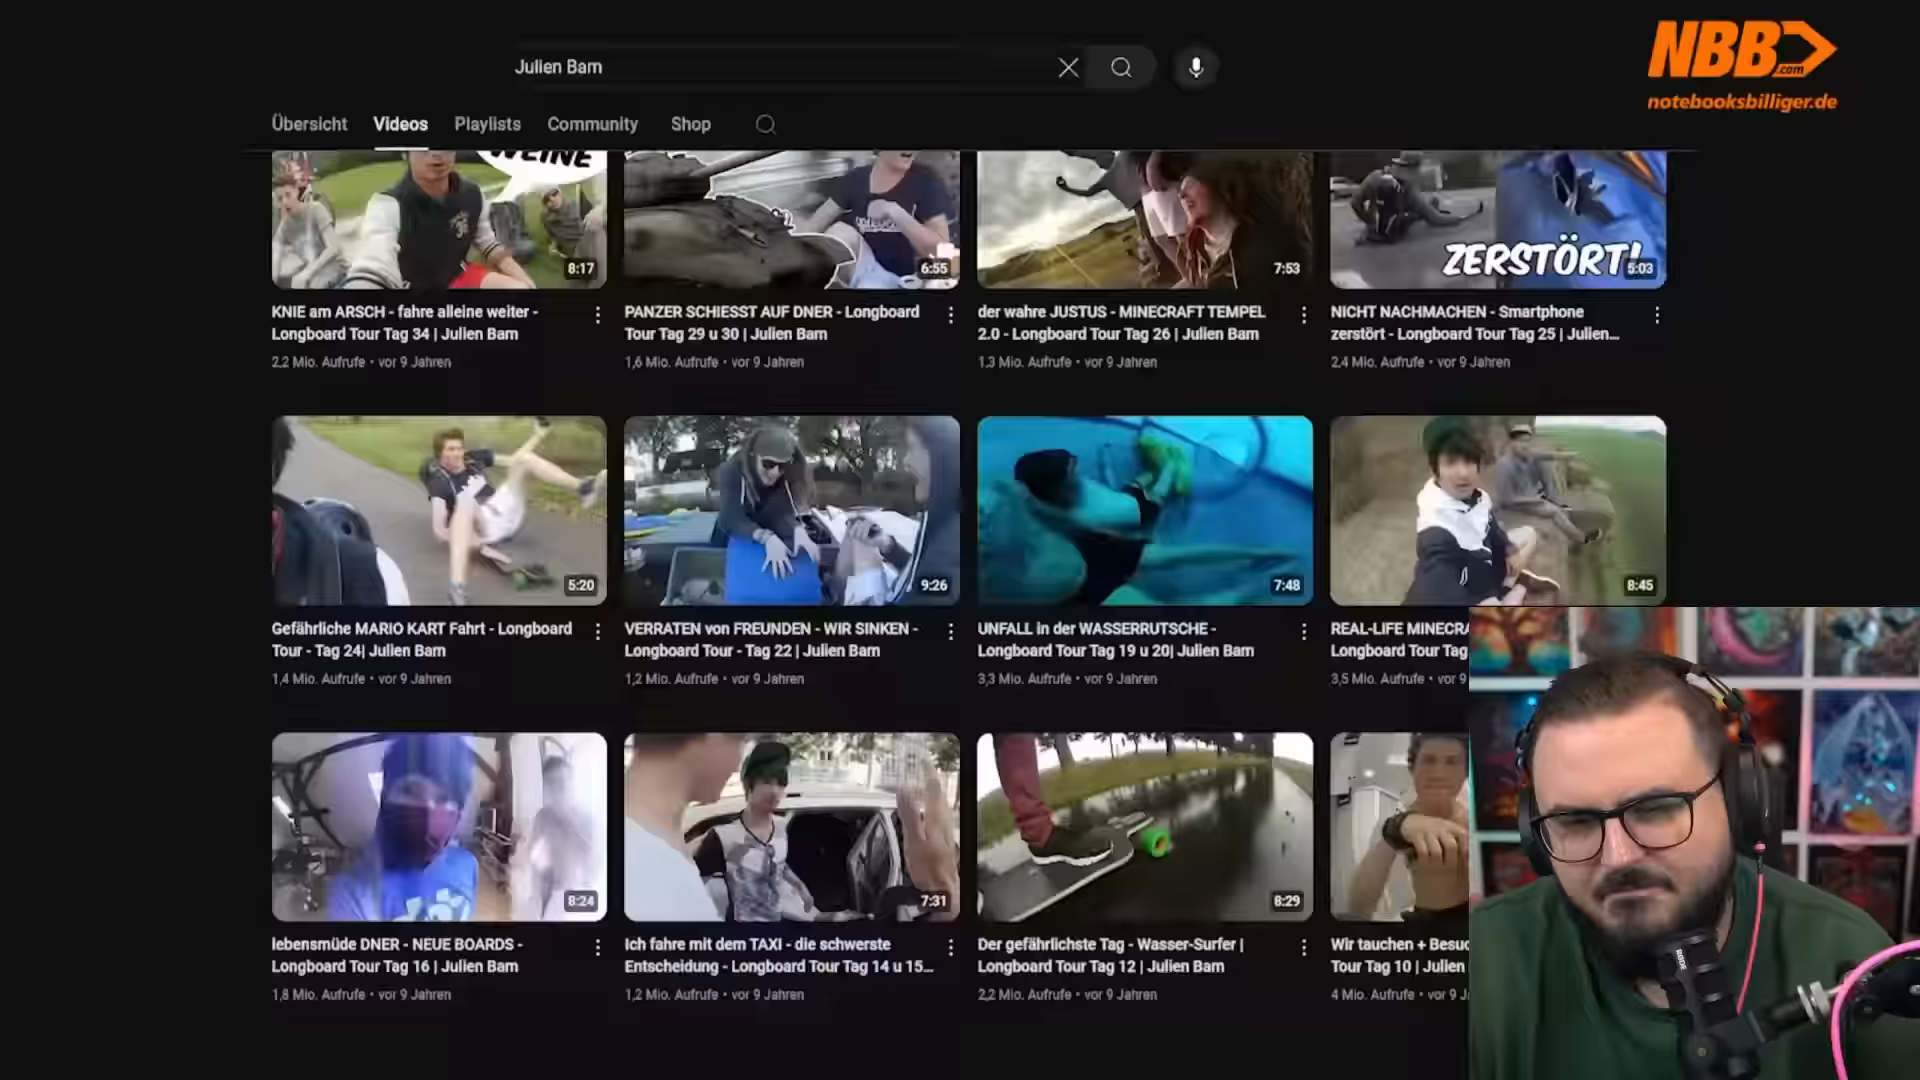 Julien Bam
NBB.com
notebooksbilliger.de
Übersicht
Videos
Playlists
Community
Shop
WEINE
8:17
6:55
7:53
ZERSTÖRT!
5:03
KNIE am ARSCH - fahre alleine weiter -
Longboard Tour Tag 34 | Julien Bam
2,2 Mio. Aufrufe • vor 9 Jahren
PANZER SCHIESST AUF DNER - Longboard
Tour Tag 29 u 30 | Julien Bam
1,6 Mio. Aufrufe • vor 9 Jahren
der wahre JUSTUS - MINECRAFT TEMPEL
2.0 - Longboard Tour Tag 26 | Julien Bam
1,3 Mio. Aufrufe • vor 9 Jahren
NICHT NACHMACHEN - Smartphone
zerstört - Longboard Tour Tag 25 | Julien...
2,4 Mio. Aufrufe • vor 9 Jahren
5:20
9:26
7:48
8:45
Gefährliche MARIO KART Fahrt - Longboard
Tour - Tag 24| Julien Bam
1,4 Mio. Aufrufe • vor 9 Jahren
VERRATEN von FREUNDEN - WIR SINKEN -
Longboard Tour - Tag 22 | Julien Bam
1,2 Mio. Aufrufe • vor 9 Jahren
UNFALL in der WASSERRUTSCHE -
Longboard Tour Tag 19 u 20| Julien Bam
3,3 Mio. Aufrufe • vor 9 Jahren
REAL-LIFE MINECRA
Longboard Tour Tag
3,5 Mio. Aufrufe • vor 9
8:24
7:31
8:29
lebensmüde DNER - NEUE BOARDS -
Longboard Tour Tag 16 | Julien Bam
1,8 Mio. Aufrufe • vor 9 Jahren
Ich fahre mit dem TAXI - die schwerste
Entscheidung - Longboard Tour Tag 14 u 15...
1,2 Mio. Aufrufe • vor 9 Jahren
Der gefährlichste Tag - Wasser-Surfer |
Longboard Tour Tag 12 | Julien Bam
2,2 Mio. Aufrufe • vor 9 Jahren
Wir tauchen + Besuc
Tour Tag 10 | Julien
4 Mio. Aufrufe • vor 9 J
RØDE